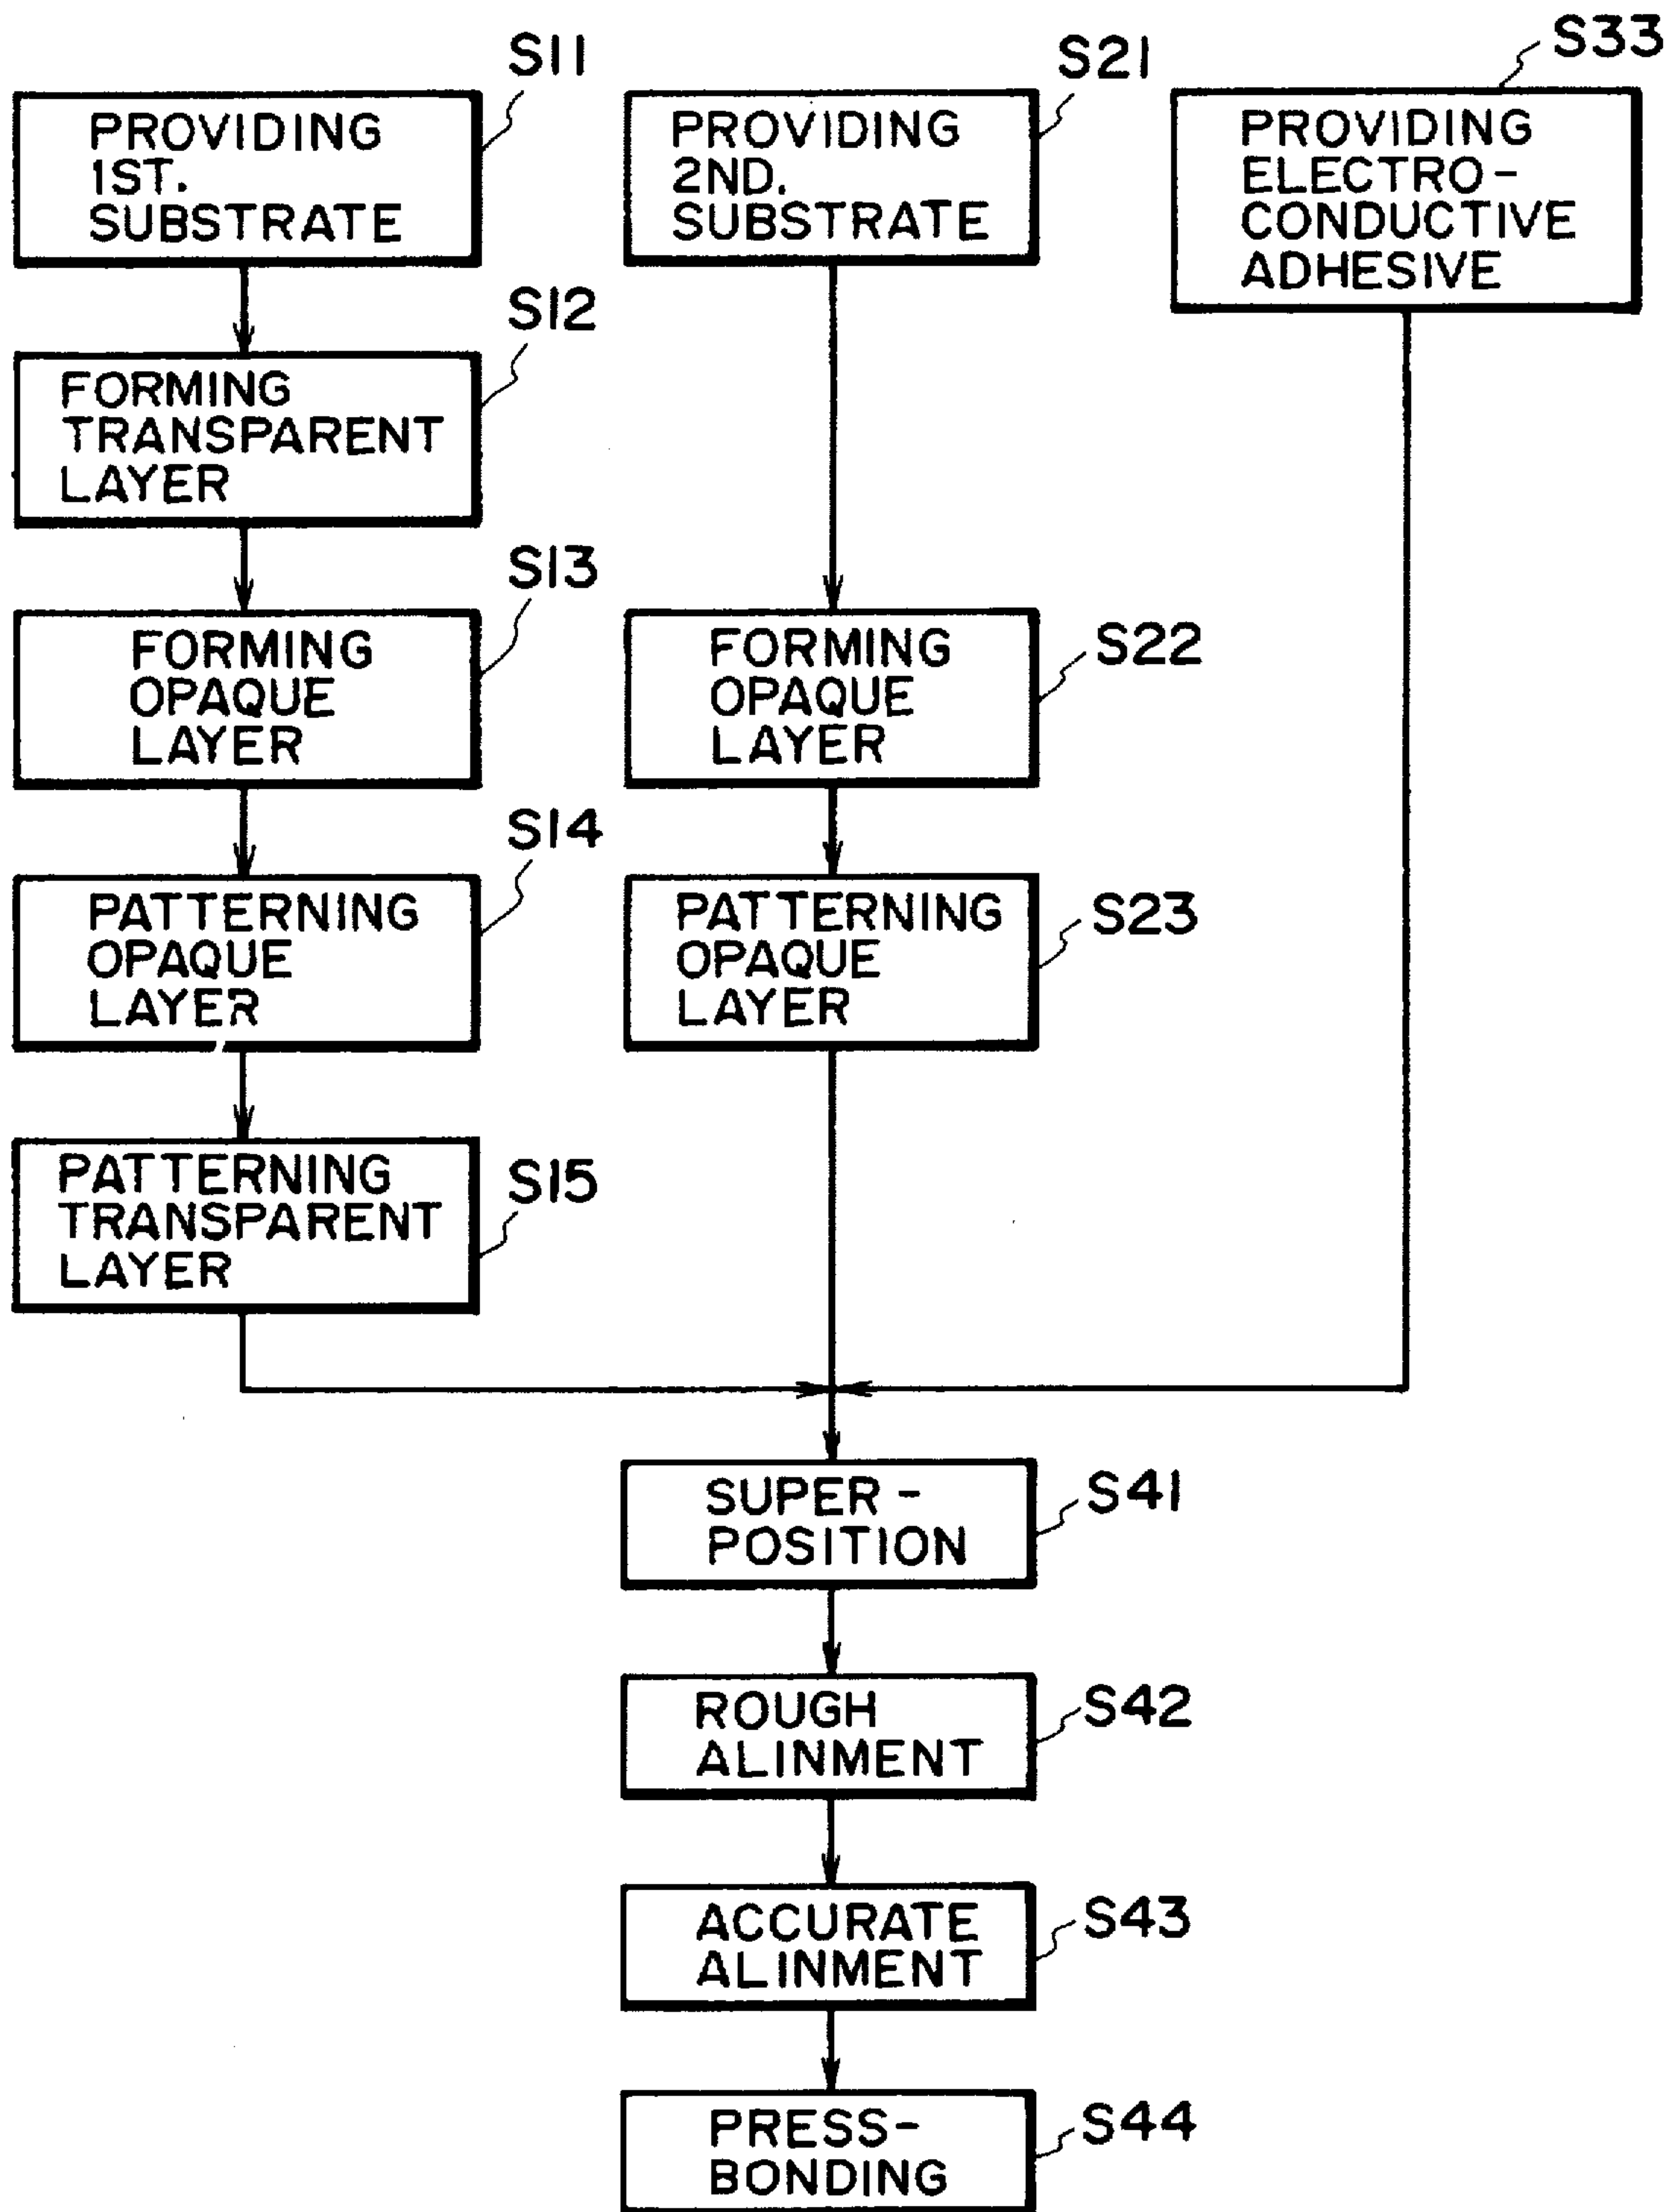 S11
PROVIDING
1ST.
SUBSTRATE
S12
FORMING
TRANSPARENT
LAYER
S13
FORMING
OPAQUE
LAYER
S14
PATTERNING
OPAQUE
LAYER
S15
PATTERNING
TRANSPARENT
LAYER
S21
PROVIDING
2ND.
SUBSTRATE
S22
FORMING
OPAQUE
LAYER
S23
PATTERNING
OPAQUE
LAYER
S33
PROVIDING
ELECTRO-
CONDUCTIVE
ADHESIVE
S41
SUPER-
POSITION
S42
ROUGH
ALINMENT
S43
ACCURATE
ALINMENT
S44
PRESS-
BONDING